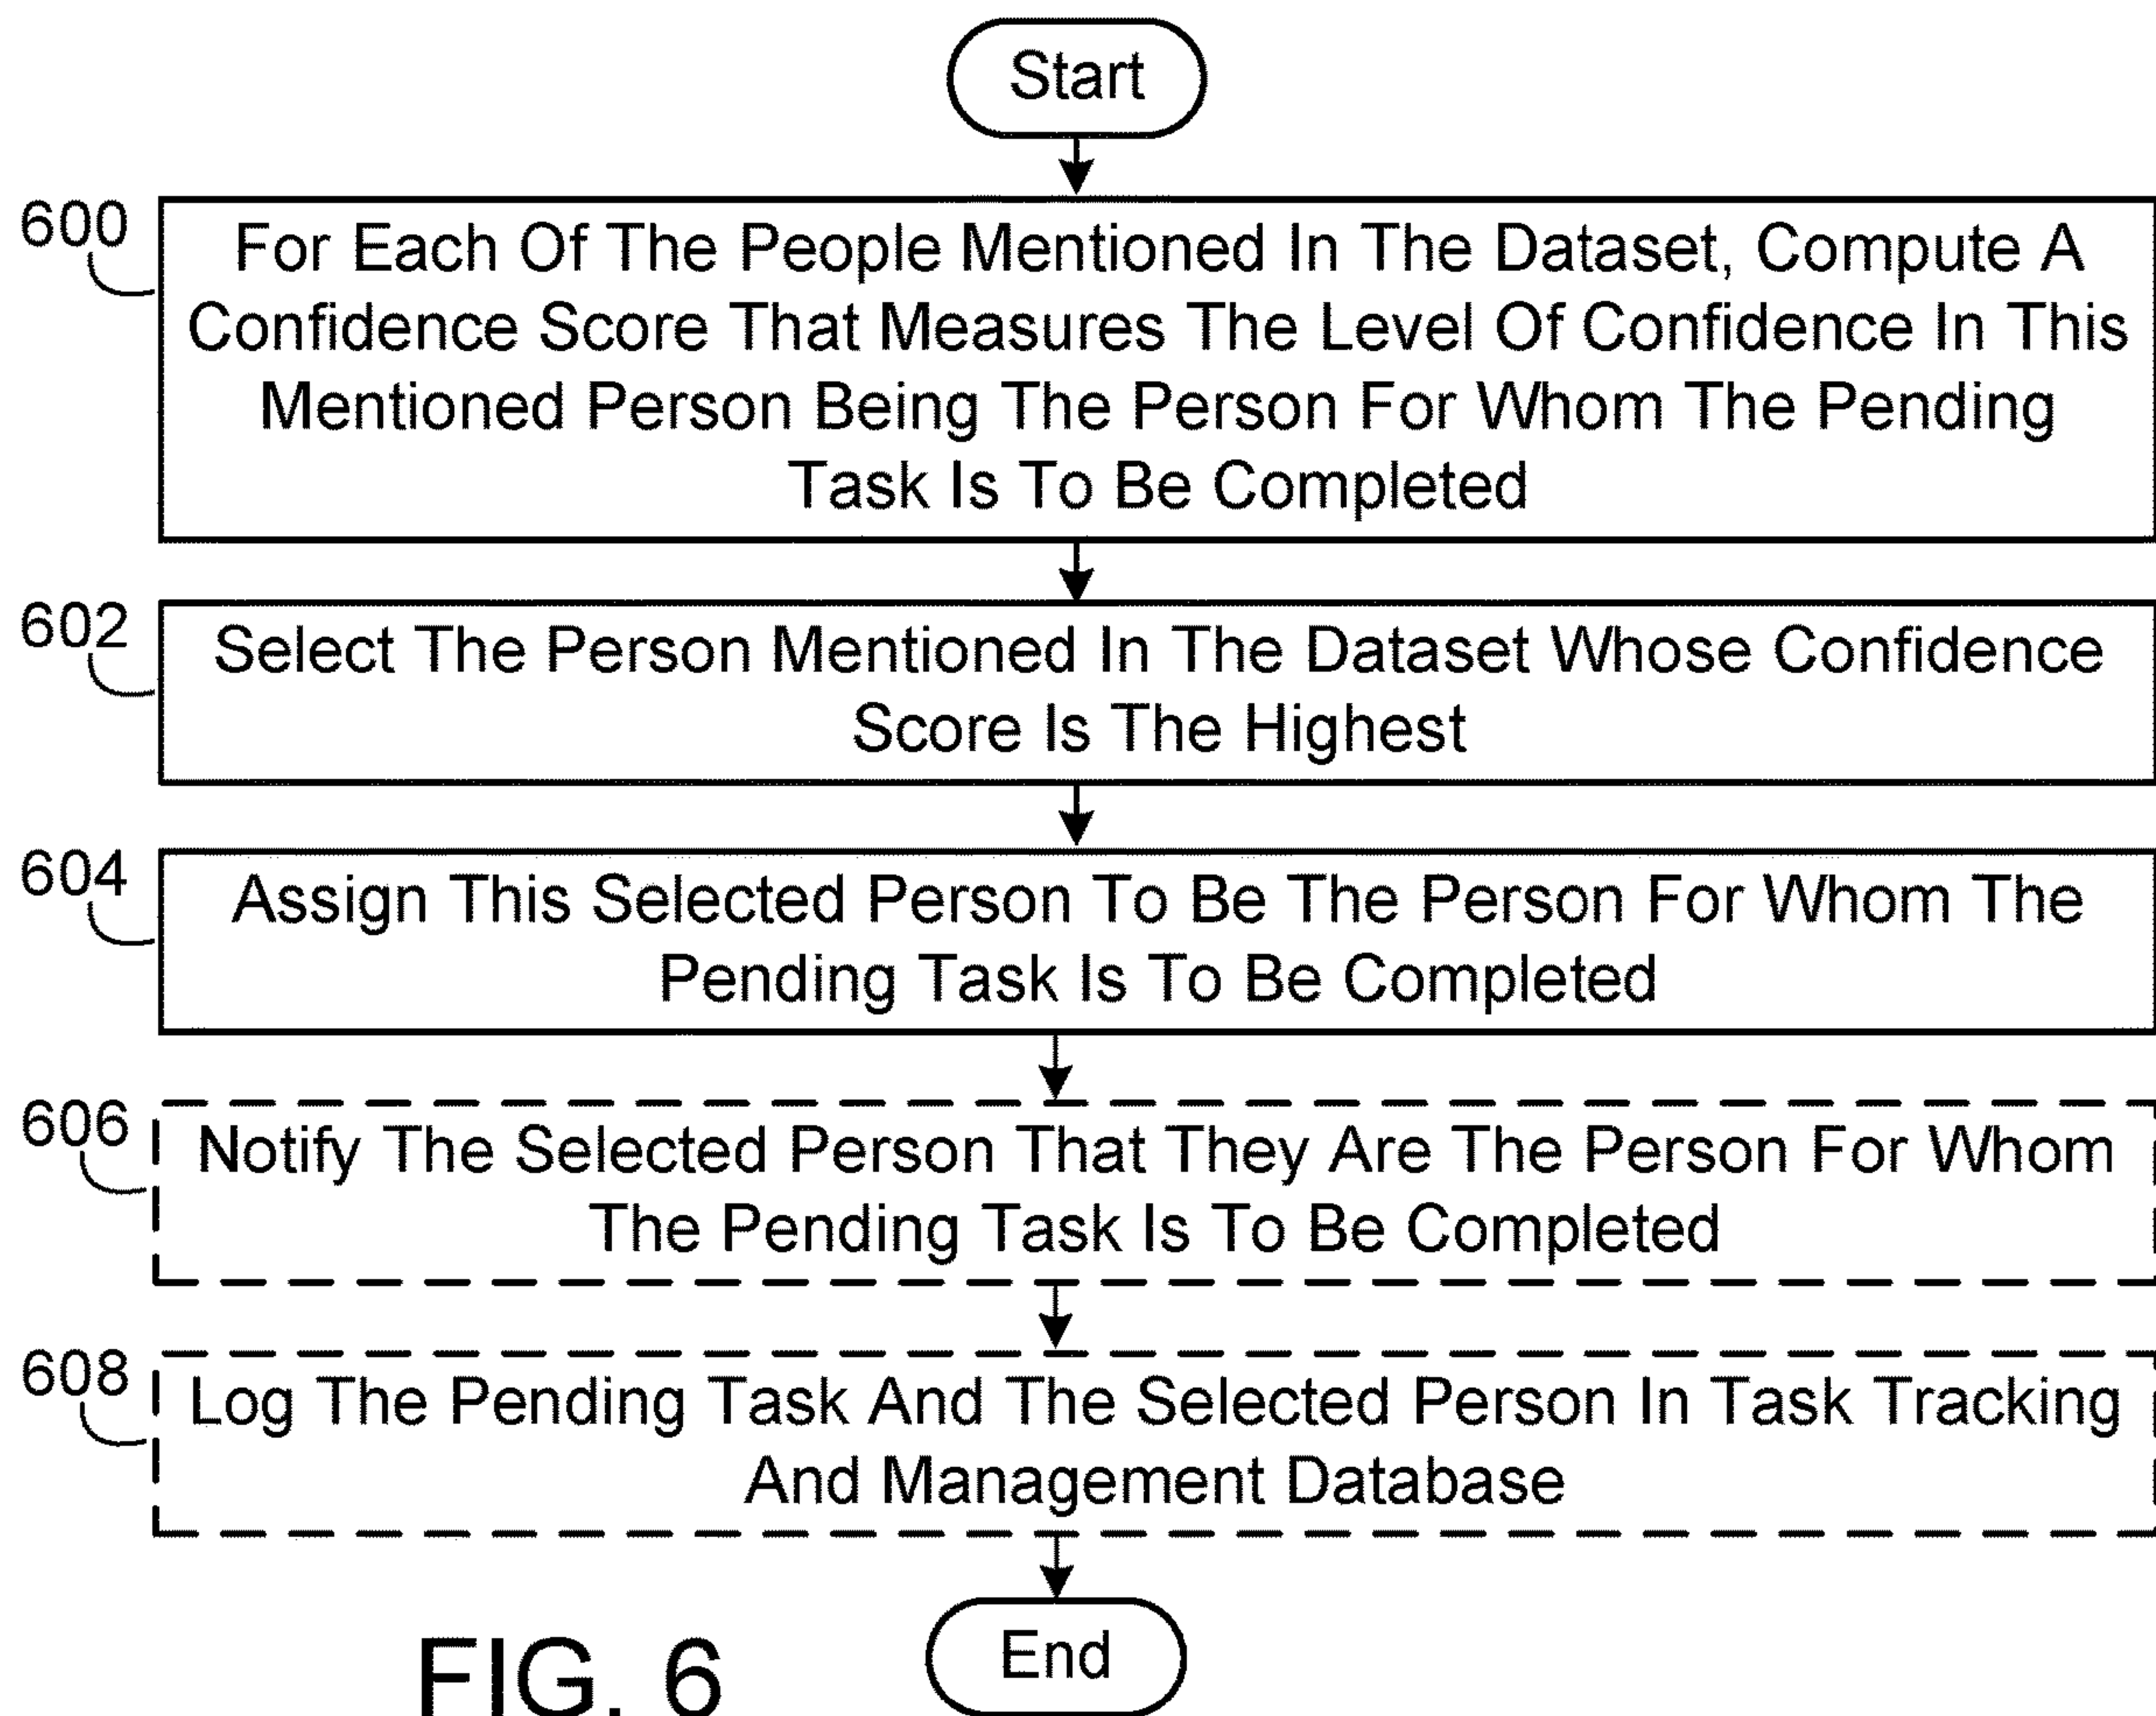 Start
600
For Each Of The People Mentioned In The Dataset, Compute A
Confidence Score That Measures The Level Of Confidence In This
Mentioned Person Being The Person For Whom The Pending
Task Is To Be Completed
602
Select The Person Mentioned In The Dataset Whose Confidence
Score Is The Highest
604
Assign This Selected Person To Be The Person For Whom The
Pending Task Is To Be Completed
606
Notify The Selected Person That They Are The Person For Whom
The Pending Task Is To Be Completed
608
Log The Pending Task And The Selected Person In Task Tracking
And Management Database
End
FIG. 6